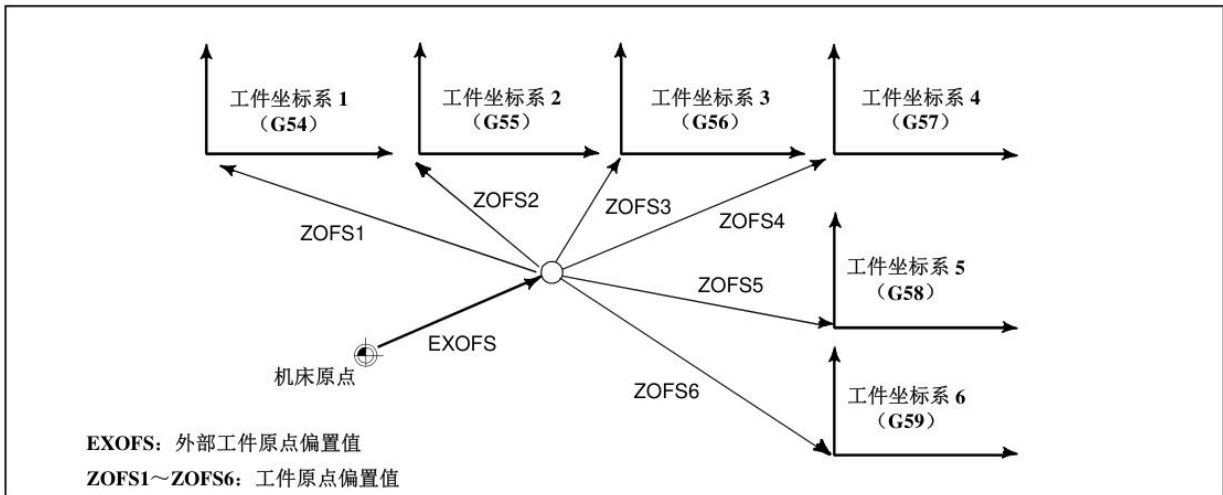 工件坐标系 1
（G54）
工件坐标系 2
（G55）
工件坐标系 3
（G56）
工件坐标系 4
（G57）
ZOFS1
ZOFS2
ZOFS3
ZOFS4
ZOFS5
工件坐标系 5
（G58）
EXOFS
机床原点
ZOFS6
工件坐标系 6
（G59）
EXOFS：外部工件原点偏置值
ZOFS1～ZOFS6：工件原点偏置值